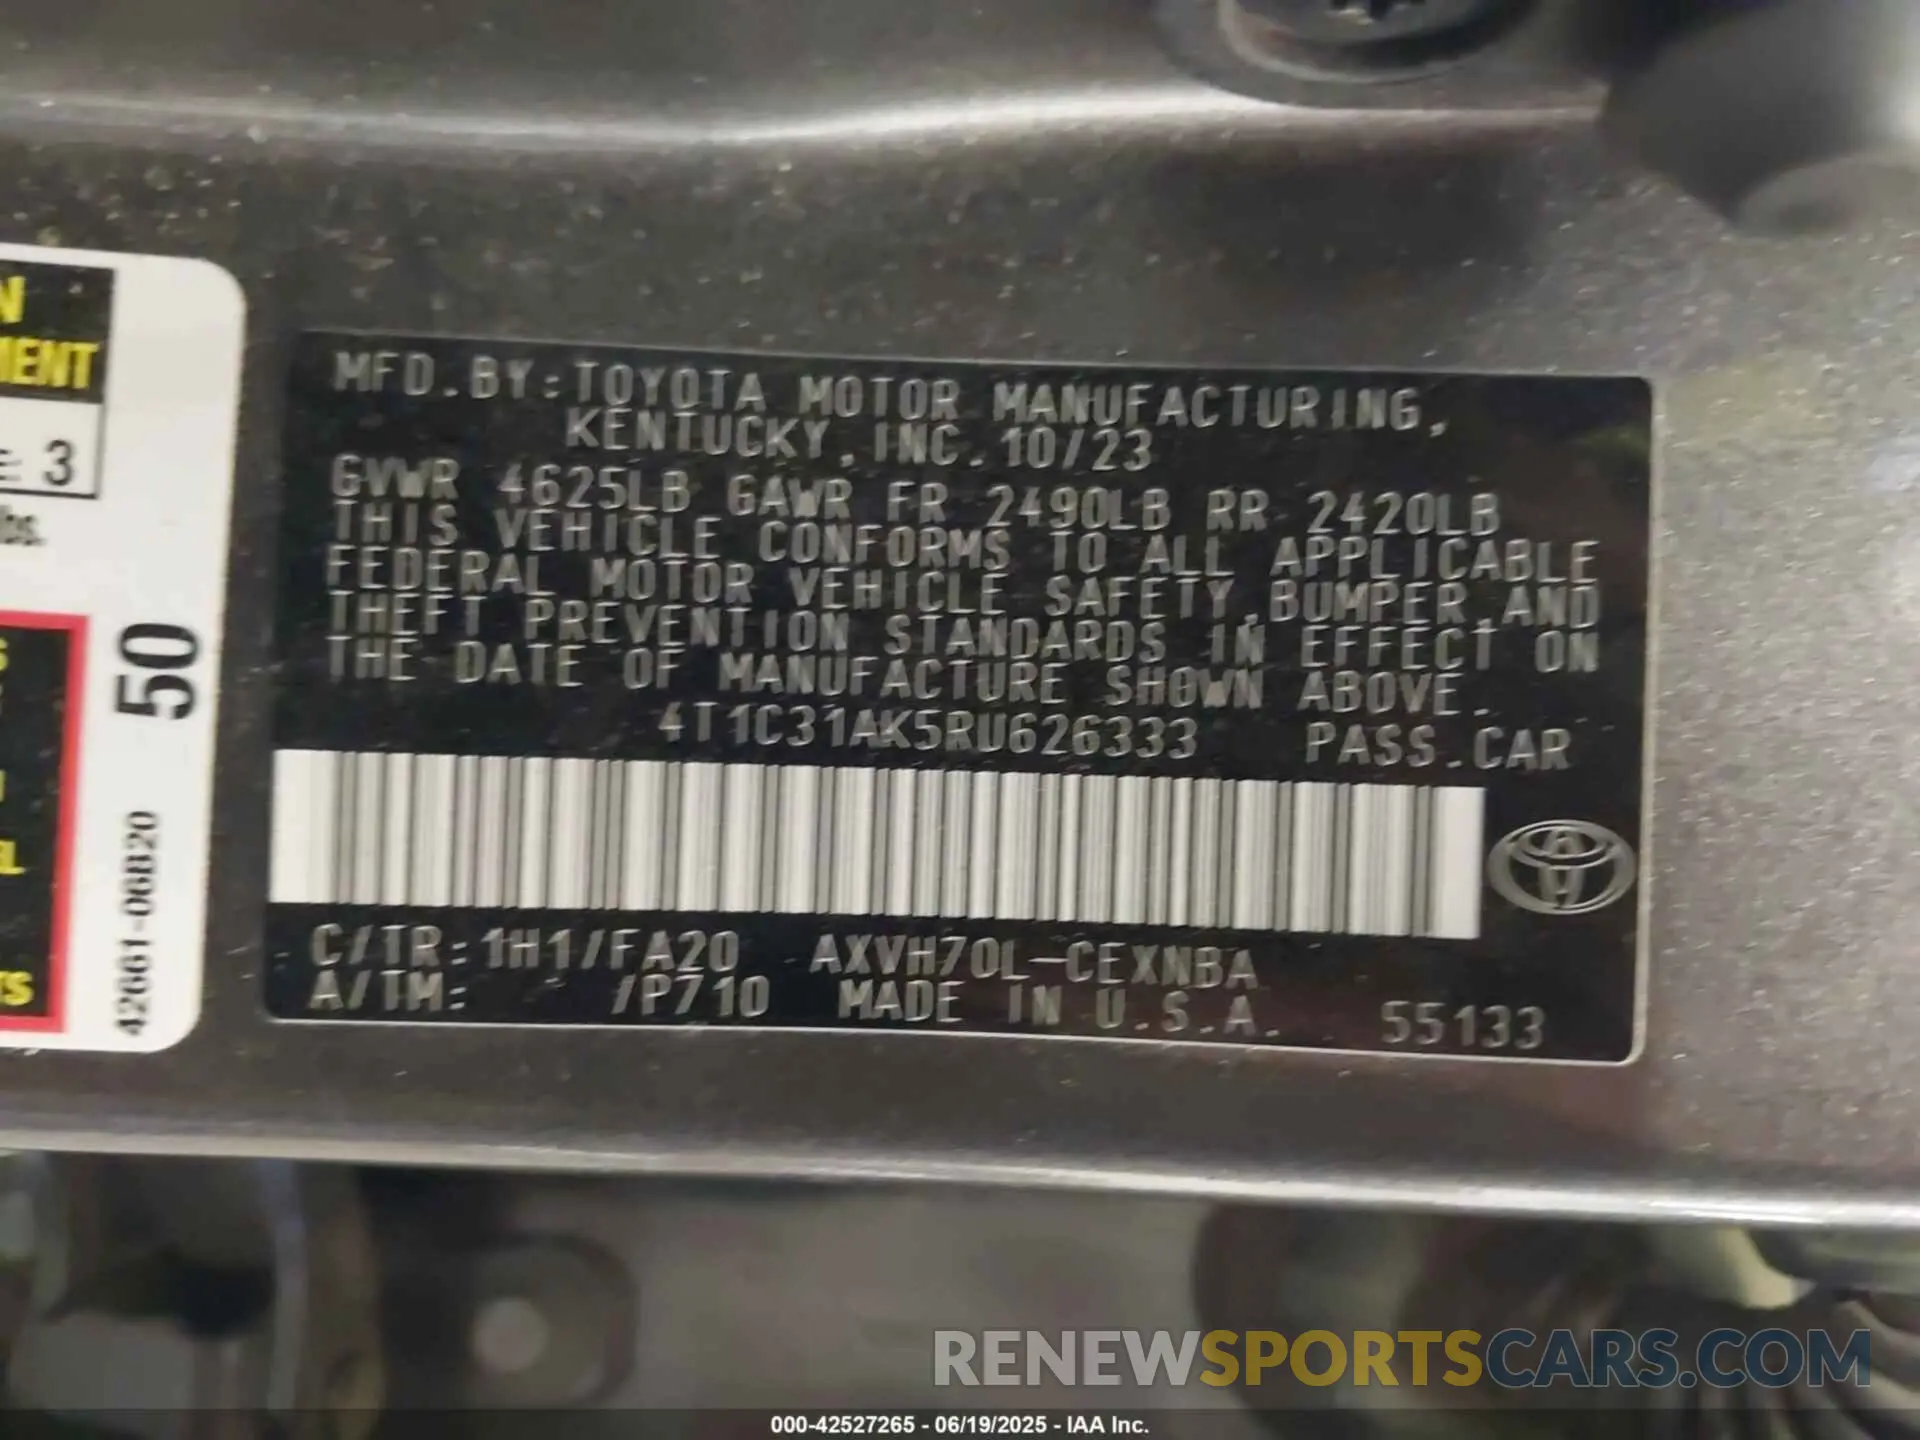 N
MENT
E: 3
bs.
50
42661-06B20
S
EL
TS
MFD.BY:TOYOTA MOTOR MANUFACTURING,
KENTUCKY, INC. 10/23
GVWR 4625LB GAWR FR 2490LB RR 2420LB
THIS VEHICLE CONFORMS TO ALL APPLICABLE
FEDERAL MOTOR VEHICLE SAFETY,BUMPER,AND
THEFT PREVENTION STANDARDS IN EFFECT ON
THE DATE OF MANUFACTURE SHOWN ABOVE.
4T1C31AK5RU626333 PASS.CAR
C/TR:1H1/FA20 AXVH70L-CEXNBA
A/TM: /P710 MADE IN U.S.A. 55133
RENEWSPORTSCARS.COM
000-42527265 - 06/19/2025 - IAA Inc.